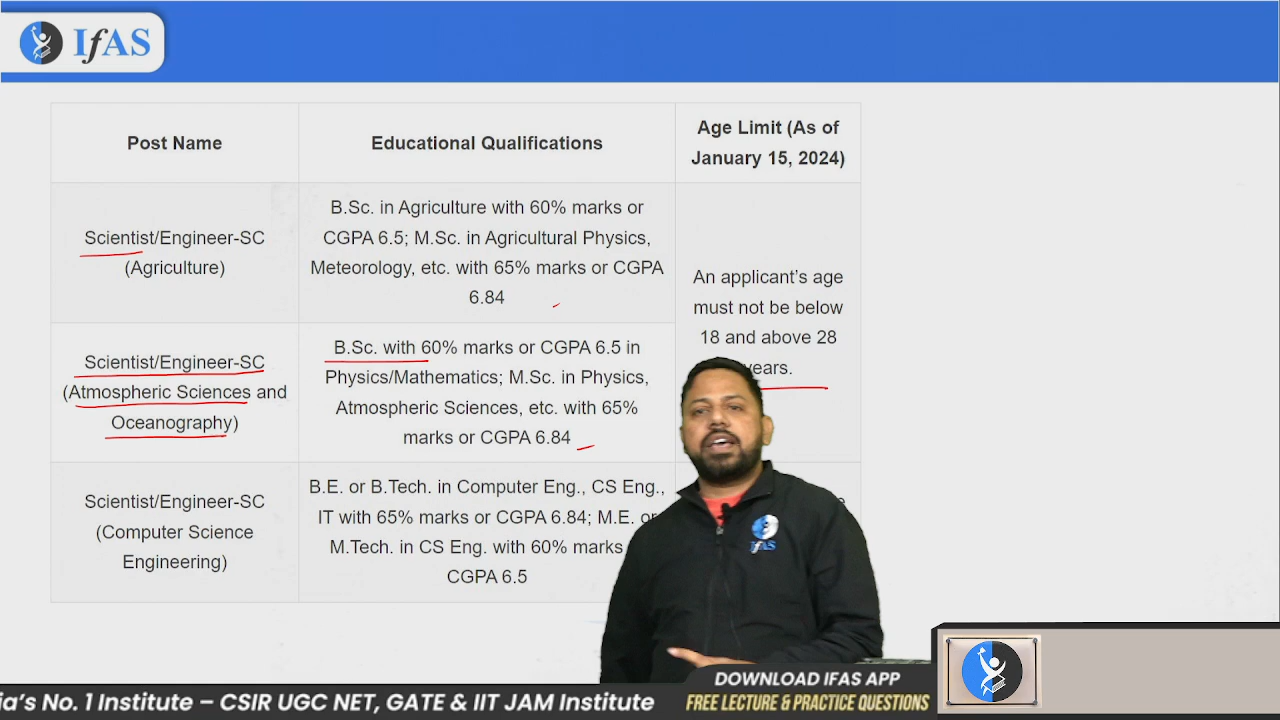 IfAS
Post Name
Educational Qualifications
Age Limit (As of
January 15, 2024)
Scientist/Engineer-SC
(Agriculture)
B.Sc. in Agriculture with 60% marks or
CGPA 6.5; M.Sc. in Agricultural Physics,
Meteorology, etc. with 65% marks or CGPA
6.84
An applicant's age
must not be below
18 and above 28
years.
Scientist/Engineer-SC
(Atmospheric Sciences and
Oceanography)
B.Sc. with 60% marks or CGPA 6.5 in
Physics/Mathematics; M.Sc. in Physics,
Atmospheric Sciences, etc. with 65%
marks or CGPA 6.84
Scientist/Engineer-SC
(Computer Science
Engineering)
B.E. or B.Tech. in Computer Eng., CS Eng.,
IT with 65% marks or CGPA 6.84; M.E. or
M.Tech. in CS Eng. with 60% marks
CGPA 6.5
IfAS
ia's No. 1 Institute – CSIR UGC NET, GATE & IIT JAM Institute
DOWNLOAD IFAS APP
FREE LECTURE & PRACTICE QUESTIONS